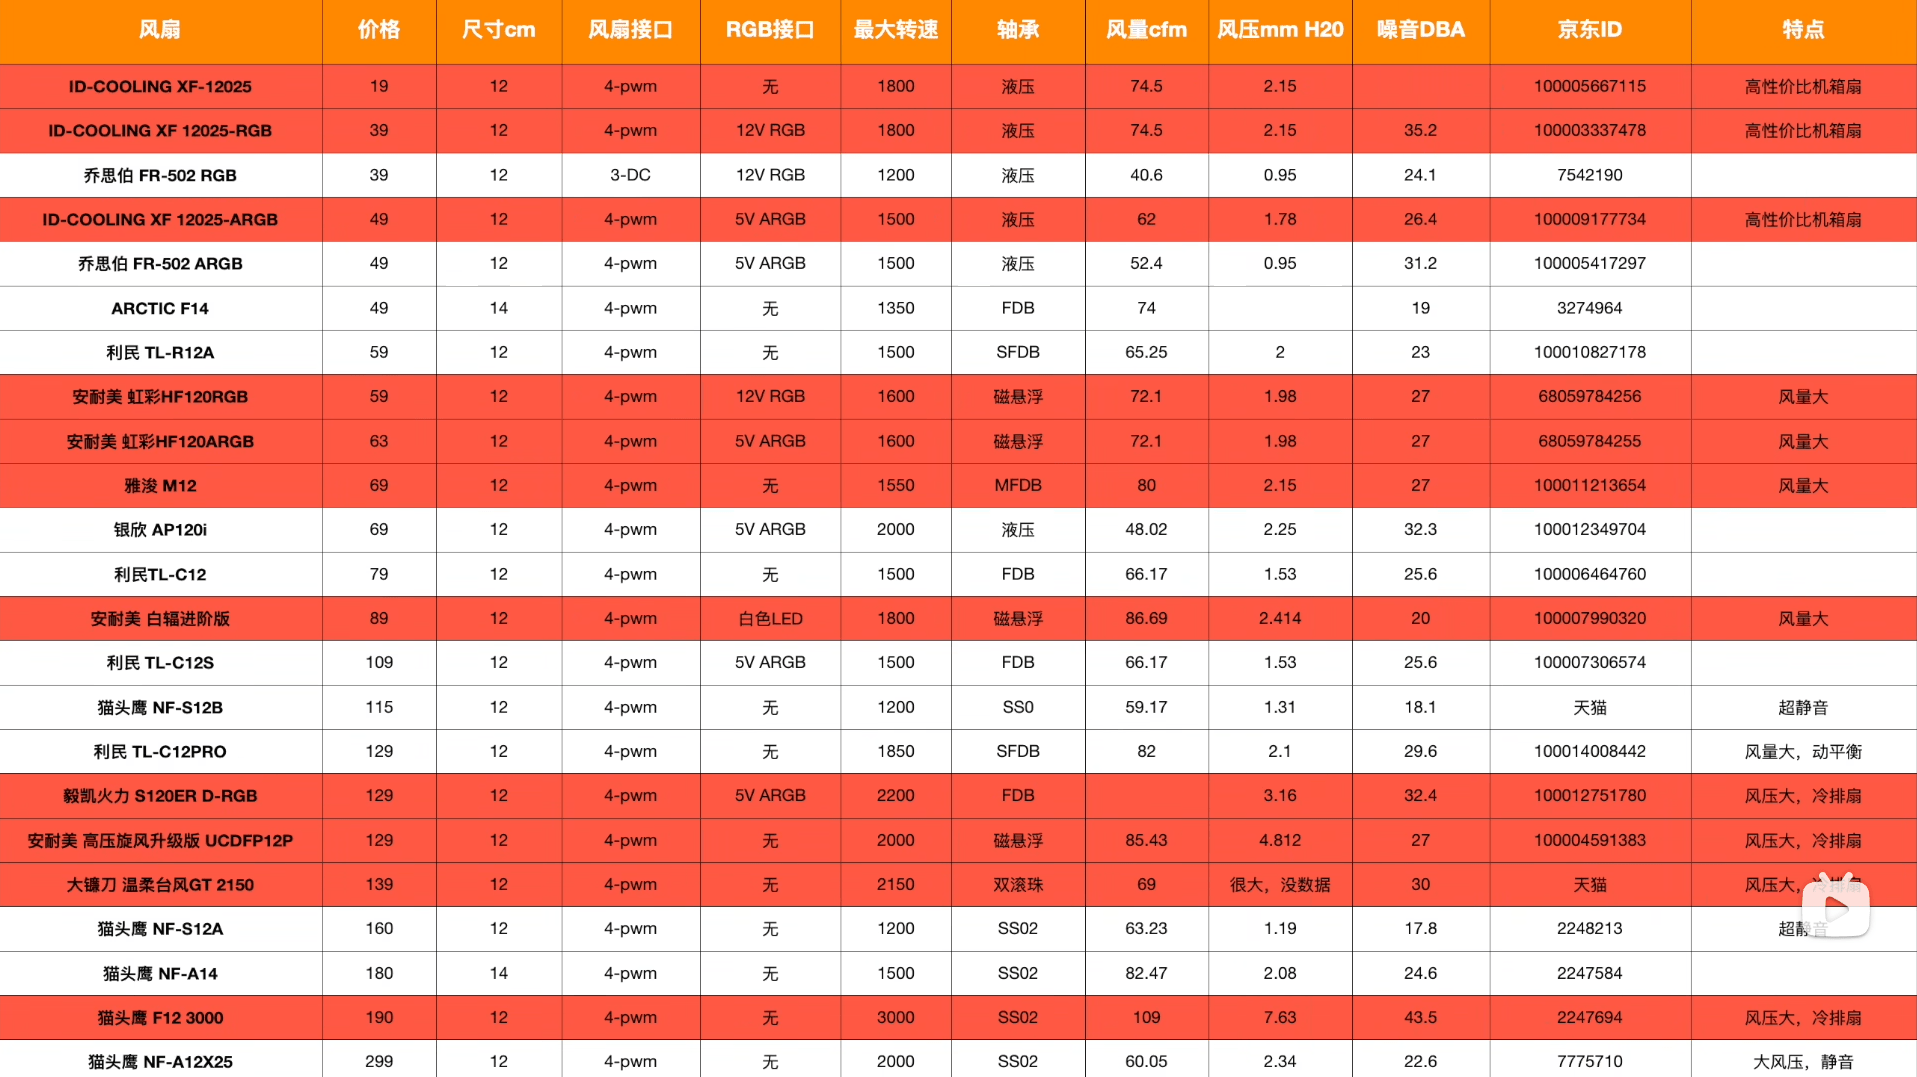 风扇 价格 尺寸cm 风扇接口 RGB接口 最大转速 轴承 风量cfm 风压mm H20 噪音DBA 京东ID 特点
ID-COOLING XF-12025 19 12 4-pwm 无 1800 液压 74.5 2.15 100005667115 高性价比机箱扇
ID-COOLING XF 12025-RGB 39 12 4-pwm 12V RGB 1800 液压 74.5 2.15 35.2 100003337478 高性价比机箱扇
乔思伯 FR-502 RGB 39 12 3-DC 12V RGB 1200 液压 40.6 0.95 24.1 7542190
ID-COOLING XF 12025-ARGB 49 12 4-pwm 5V ARGB 1500 液压 62 1.78 26.4 100009177734 高性价比机箱扇
乔思伯 FR-502 ARGB 49 12 4-pwm 5V ARGB 1500 液压 52.4 0.95 31.2 100005417297
ARCTIC F14 49 14 4-pwm 无 1350 FDB 74 19 3274964
利民 TL-R12A 59 12 4-pwm 无 1500 SFDB 65.25 2 23 100010827178
安耐美 虹彩HF120RGB 59 12 4-pwm 12V RGB 1600 磁悬浮 72.1 1.98 27 68059784256 风量大
安耐美 虹彩HF120ARGB 63 12 4-pwm 5V ARGB 1600 磁悬浮 72.1 1.98 27 68059784255 风量大
雅浚 M12 69 12 4-pwm 无 1550 MFDB 80 2.15 27 100011213654 风量大
银欣 AP120i 69 12 4-pwm 5V ARGB 2000 液压 48.02 2.25 32.3 100012349704
利民TL-C12 79 12 4-pwm 无 1500 FDB 66.17 1.53 25.6 100006464760
安耐美 白辐进阶版 89 12 4-pwm 白色LED 1800 磁悬浮 86.69 2.414 20 100007990320 风量大
利民 TL-C12S 109 12 4-pwm 5V ARGB 1500 FDB 66.17 1.53 25.6 100007306574
猫头鹰 NF-S12B 115 12 4-pwm 无 1200 SS0 59.17 1.31 18.1 天猫 超静音
利民 TL-C12PRO 129 12 4-pwm 无 1850 SFDB 82 2.1 29.6 100014008442 风量大，动平衡
毅凯火力 S120ER D-RGB 129 12 4-pwm 5V ARGB 2200 FDB 3.16 32.4 100012751780 风压大，冷排扇
安耐美 高压旋风升级版 UCDFP12P 129 12 4-pwm 无 2000 磁悬浮 85.43 4.812 27 100004591383 风压大，冷排扇
大镰刀 温柔台风GT 2150 139 12 4-pwm 无 2150 双滚珠 69 很大，没数据 30 天猫 风压大，冷排扇
猫头鹰 NF-S12A 160 12 4-pwm 无 1200 SS02 63.23 1.19 17.8 2248213 超静音
猫头鹰 NF-A14 180 14 4-pwm 无 1500 SS02 82.47 2.08 24.6 2247584
猫头鹰 F12 3000 190 12 4-pwm 无 3000 SS02 109 7.63 43.5 2247694 风压大，冷排扇
猫头鹰 NF-A12X25 299 12 4-pwm 无 2000 SS02 60.05 2.34 22.6 7775710 大风压，静音